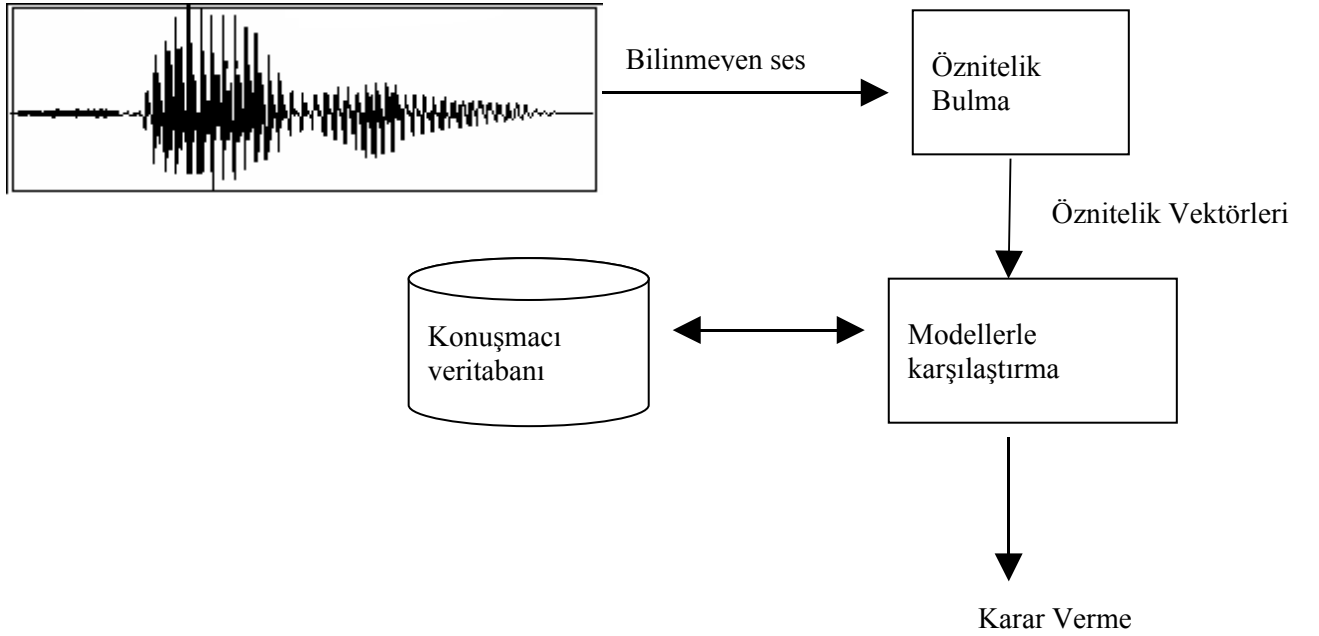 Bilinmeyen ses
Öznitelik
Bulma
Öznitelik Vektörleri
Konuşmacı
veritabanı
Modellerle
karşılaştırma
Karar Verme